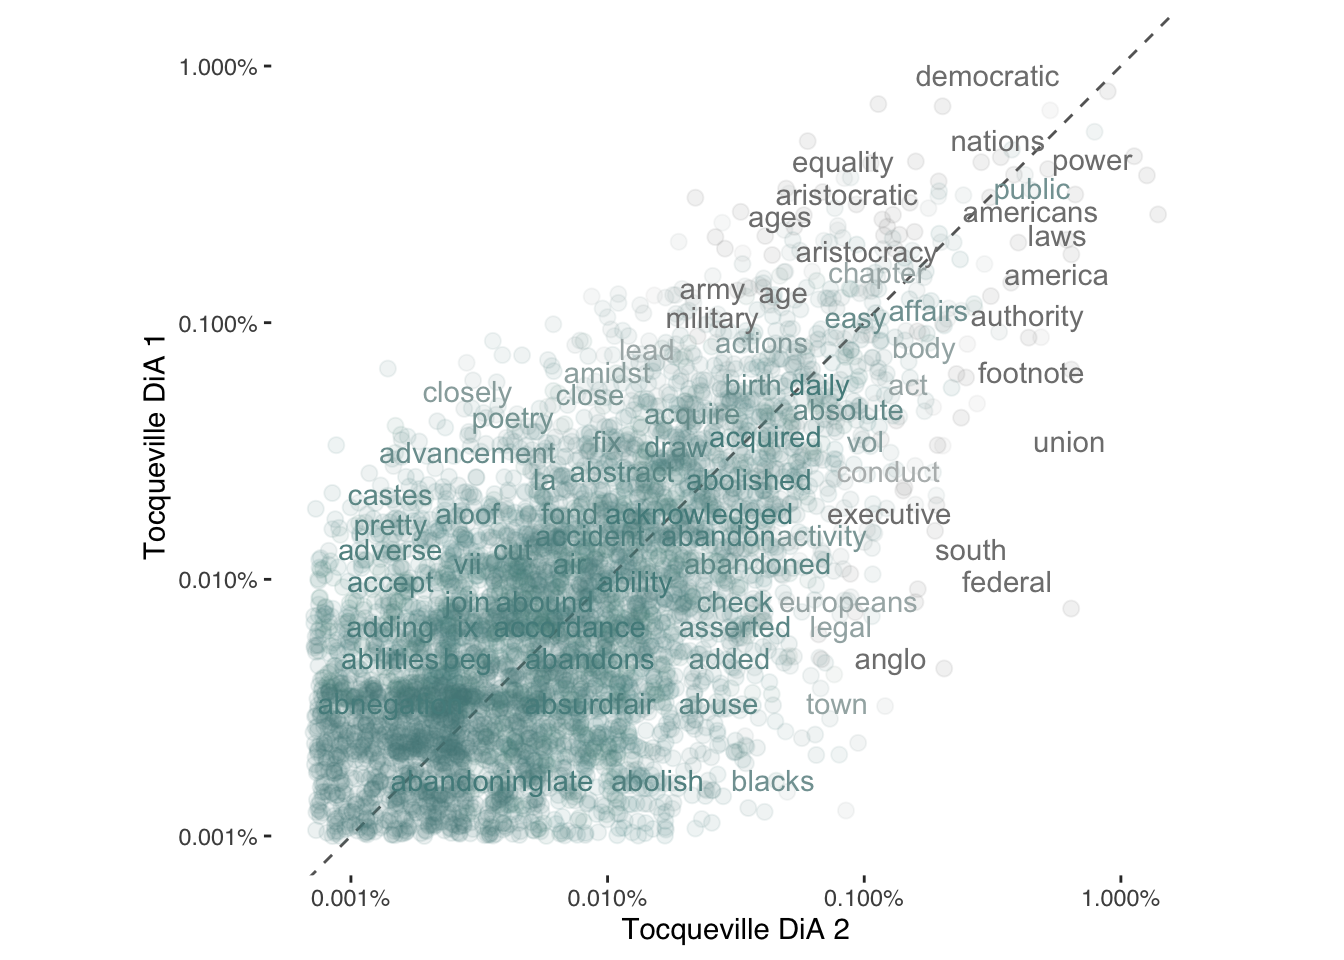 1.000%
democratic
nations
equality
power
public
aristocratic
americans
ages
laws
aristocracy
chapter
america
army age
0.100%
military
easy affairs authority
lead actions body
amidst footnote
closely close birth daily act
poetry acquire absolute
advancement fix draw acquired vol union
la abstract abolished conduct
castes
pretty aloof fond acknowledged executive
adverse cut accident abandon activity south
vii air abandoned
0.010%
accept ability federal
join abound check europeans
adding ix accordance asserted legal
abilities beg abandons added anglo
absurd fair abuse town
abandoning late abolish blacks
0.001%
0.001% 0.010% 0.100% 1.000%
Tocqueville DiA 2
Tocqueville DiA 1